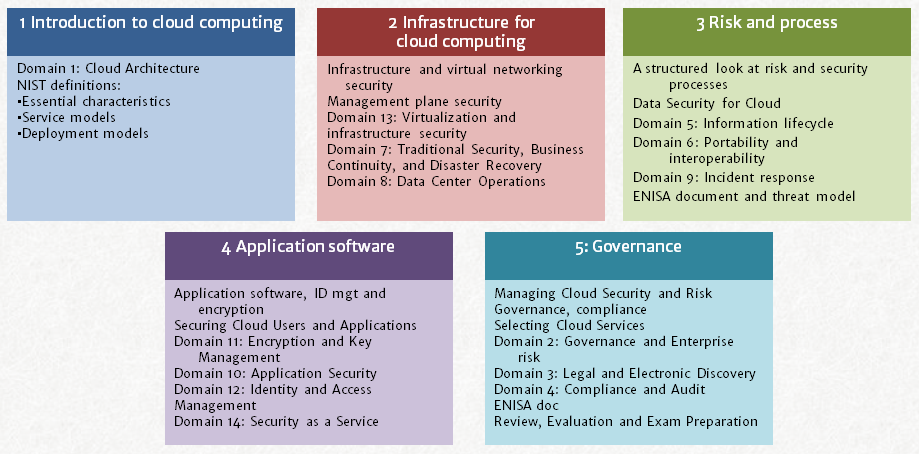 1 Introduction to cloud computing
Domain 1: Cloud Architecture
NIST definitions:
▪Essential characteristics
▪Service models
▪Deployment models
2 Infrastructure for
cloud computing
Infrastructure and virtual networking
security
Management plane security
Domain 13: Virtualization and
infrastructure security
Domain 7: Traditional Security, Business
Continuity, and Disaster Recovery
Domain 8: Data Center Operations
3 Risk and process
A structured look at risk and security
processes
Data Security for Cloud
Domain 5: Information lifecycle
Domain 6: Portability and
interoperability
Domain 9: Incident response
ENISA document and threat model
4 Application software
Application software, ID mgt and
encryption
Securing Cloud Users and Applications
Domain 11: Encryption and Key
Management
Domain 10: Application Security
Domain 12: Identity and Access
Management
Domain 14: Security as a Service
5: Governance
Managing Cloud Security and Risk
Governance, compliance
Selecting Cloud Services
Domain 2: Governance and Enterprise
risk
Domain 3: Legal and Electronic Discovery
Domain 4: Compliance and Audit
ENISA doc
Review, Evaluation and Exam Preparation